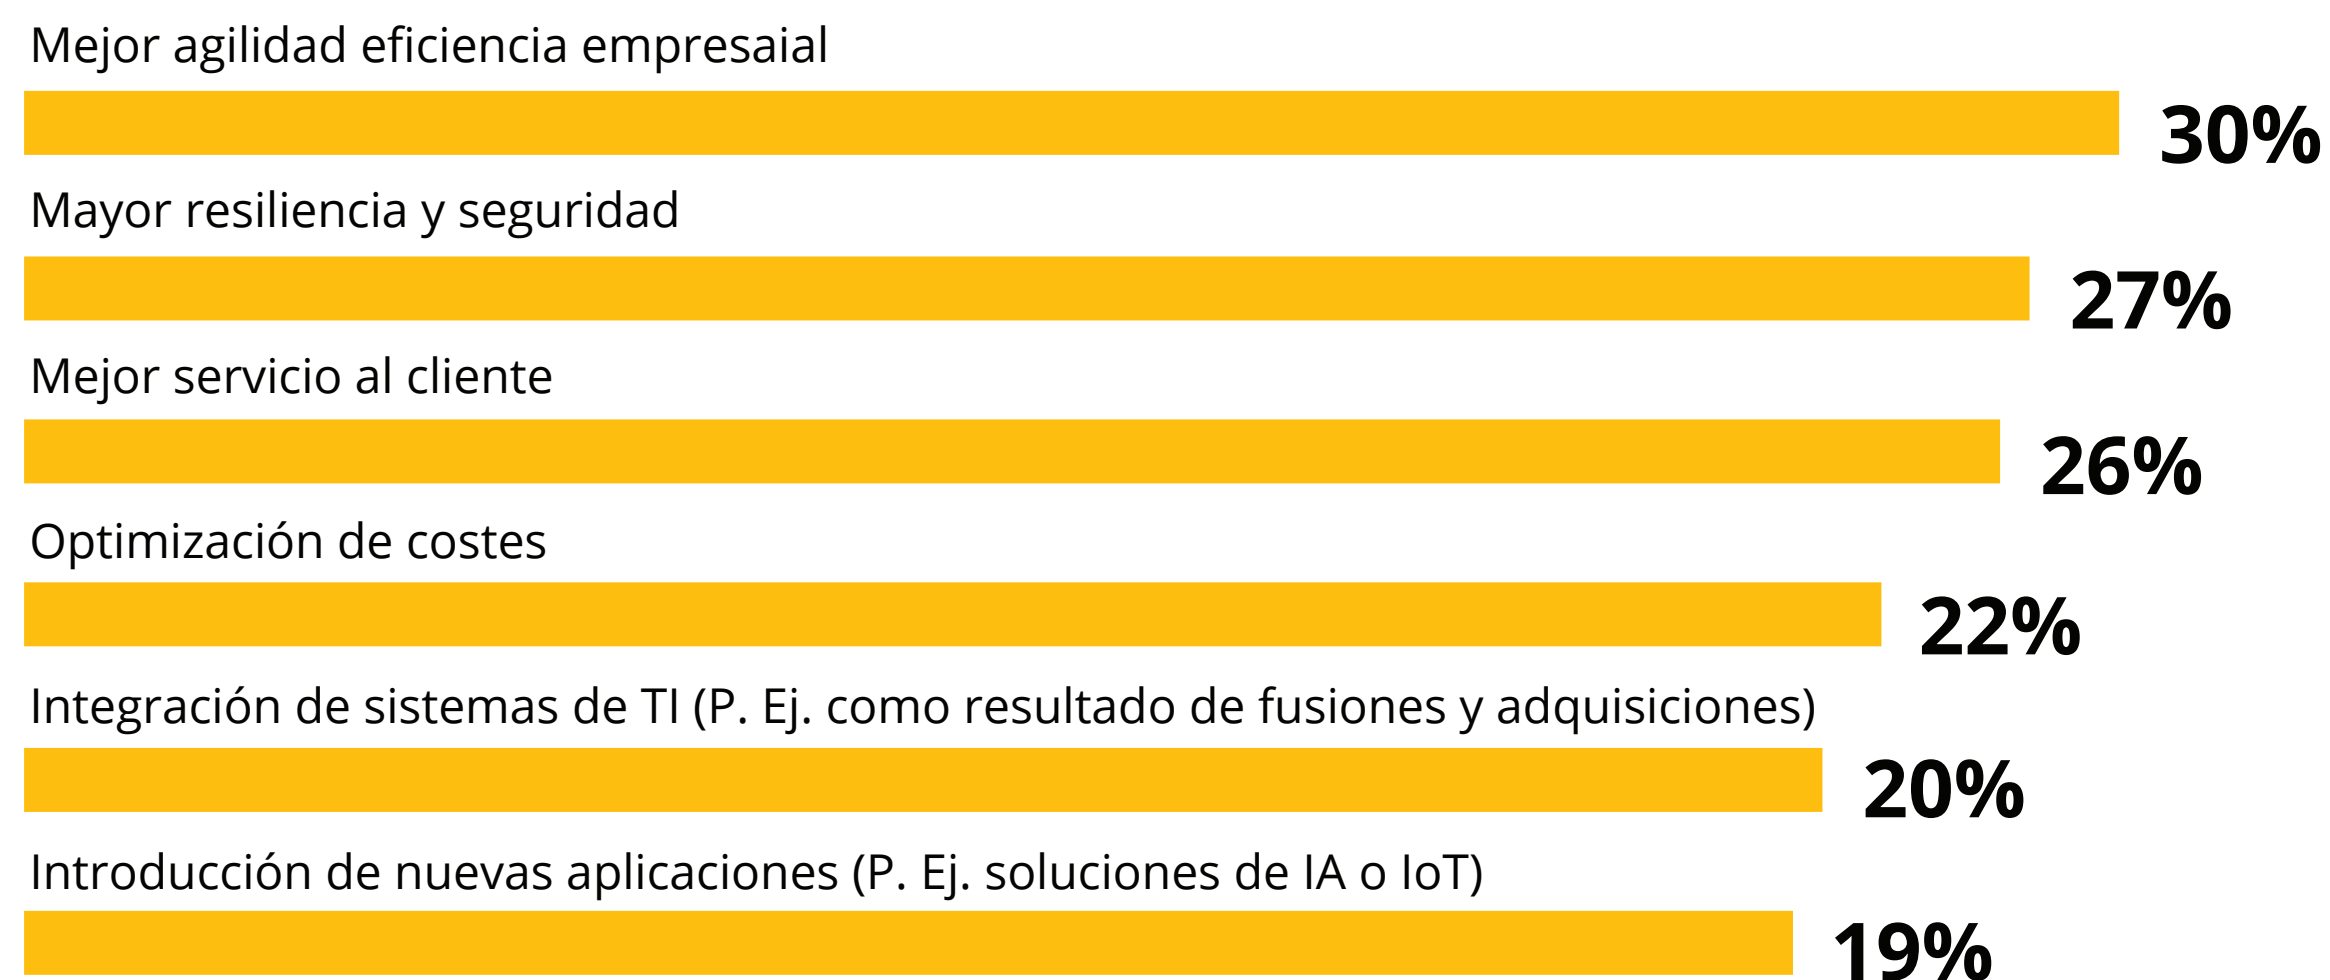 Mejor agilidad eficiencia empresaial
30%
Mayor resiliencia y seguridad
27%
Mejor servicio al cliente
26%
Optimización de costes
22%
Integración de sistemas de TI (P. Ej. como resultado de fusiones y adquisiciones)
20%
Introducción de nuevas aplicaciones (P. Ej. soluciones de IA o IoT)
19%